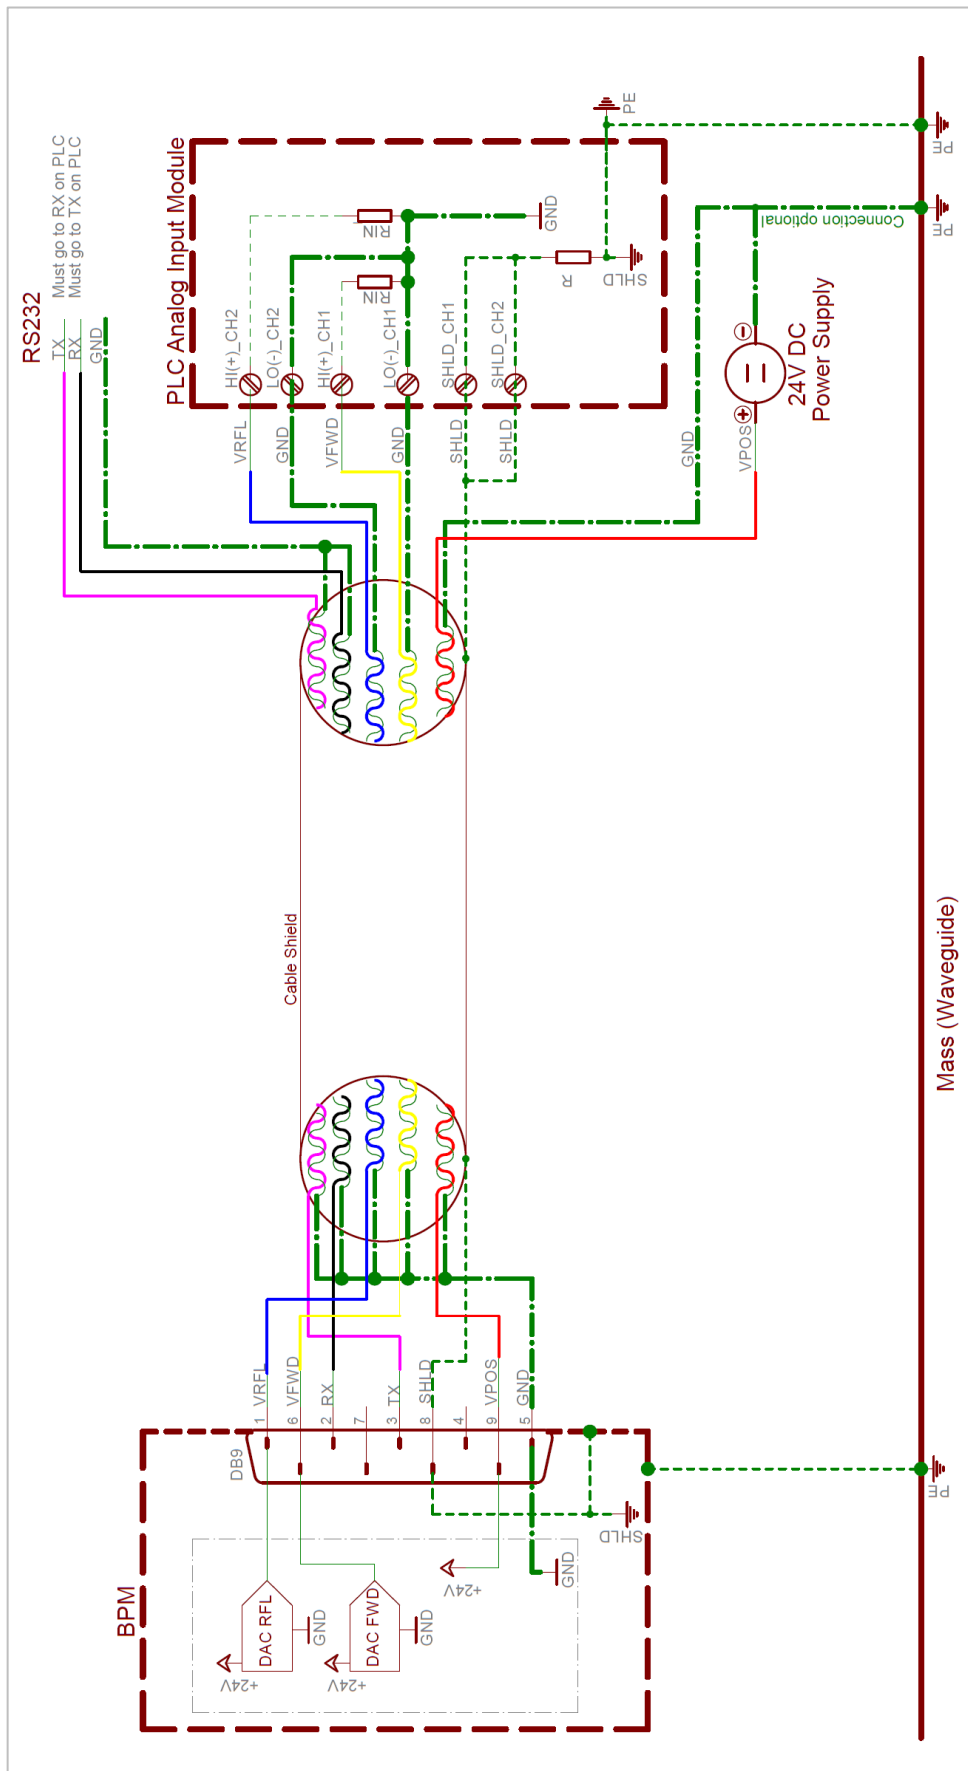 RS232
TX Must go to RX on PLC
RX Must go to TX on PLC
GND
PLC Analog Input Module
HI(+)_CH2
LO(-)_CH2
HI(+)_CH1
LO(-)_CH1
SHLD_CH1
SHLD_CH2
RIN
RIN
GND
R
SHLD
PE
PE
PE
Connection optional
VRFL
GND
VFWD
GND
SHLD
SHLD
GND
VPOS
24V DC
Power Supply
Cable Shield
Mass (Waveguide)
1 VRFL
6 VFWD
2 RX
7
3 TX
8 SHLD
4
9 VPOS
5 GND
DB9
BPM
DAC RFL
+24V
GND
DAC FWD
+24V
GND
+24V
GND
SHLD
PE